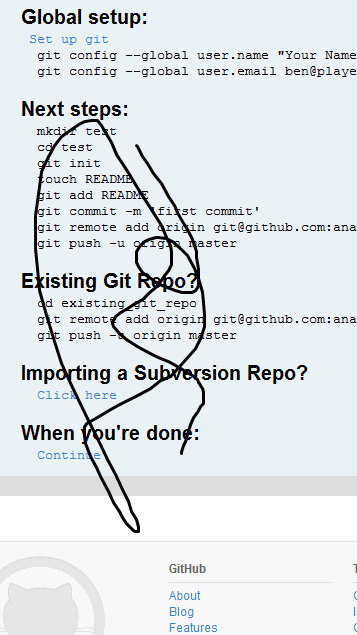 Global setup:
Set up git
git config --global user.name "Your Name
git config --global user.email ben@playe
Next steps:
mkdir test
cd test
git init
touch README
git add README
git commit -m 'first commit'
git remote add origin git@github.com:ana
git push -u origin master
Existing Git Repo?
cd existing_git_repo
git remote add origin git@github.com:ana
git push -u origin master
Importing a Subversion Repo?
Click here
When you're done:
Continue
GitHub
About
Blog
Features